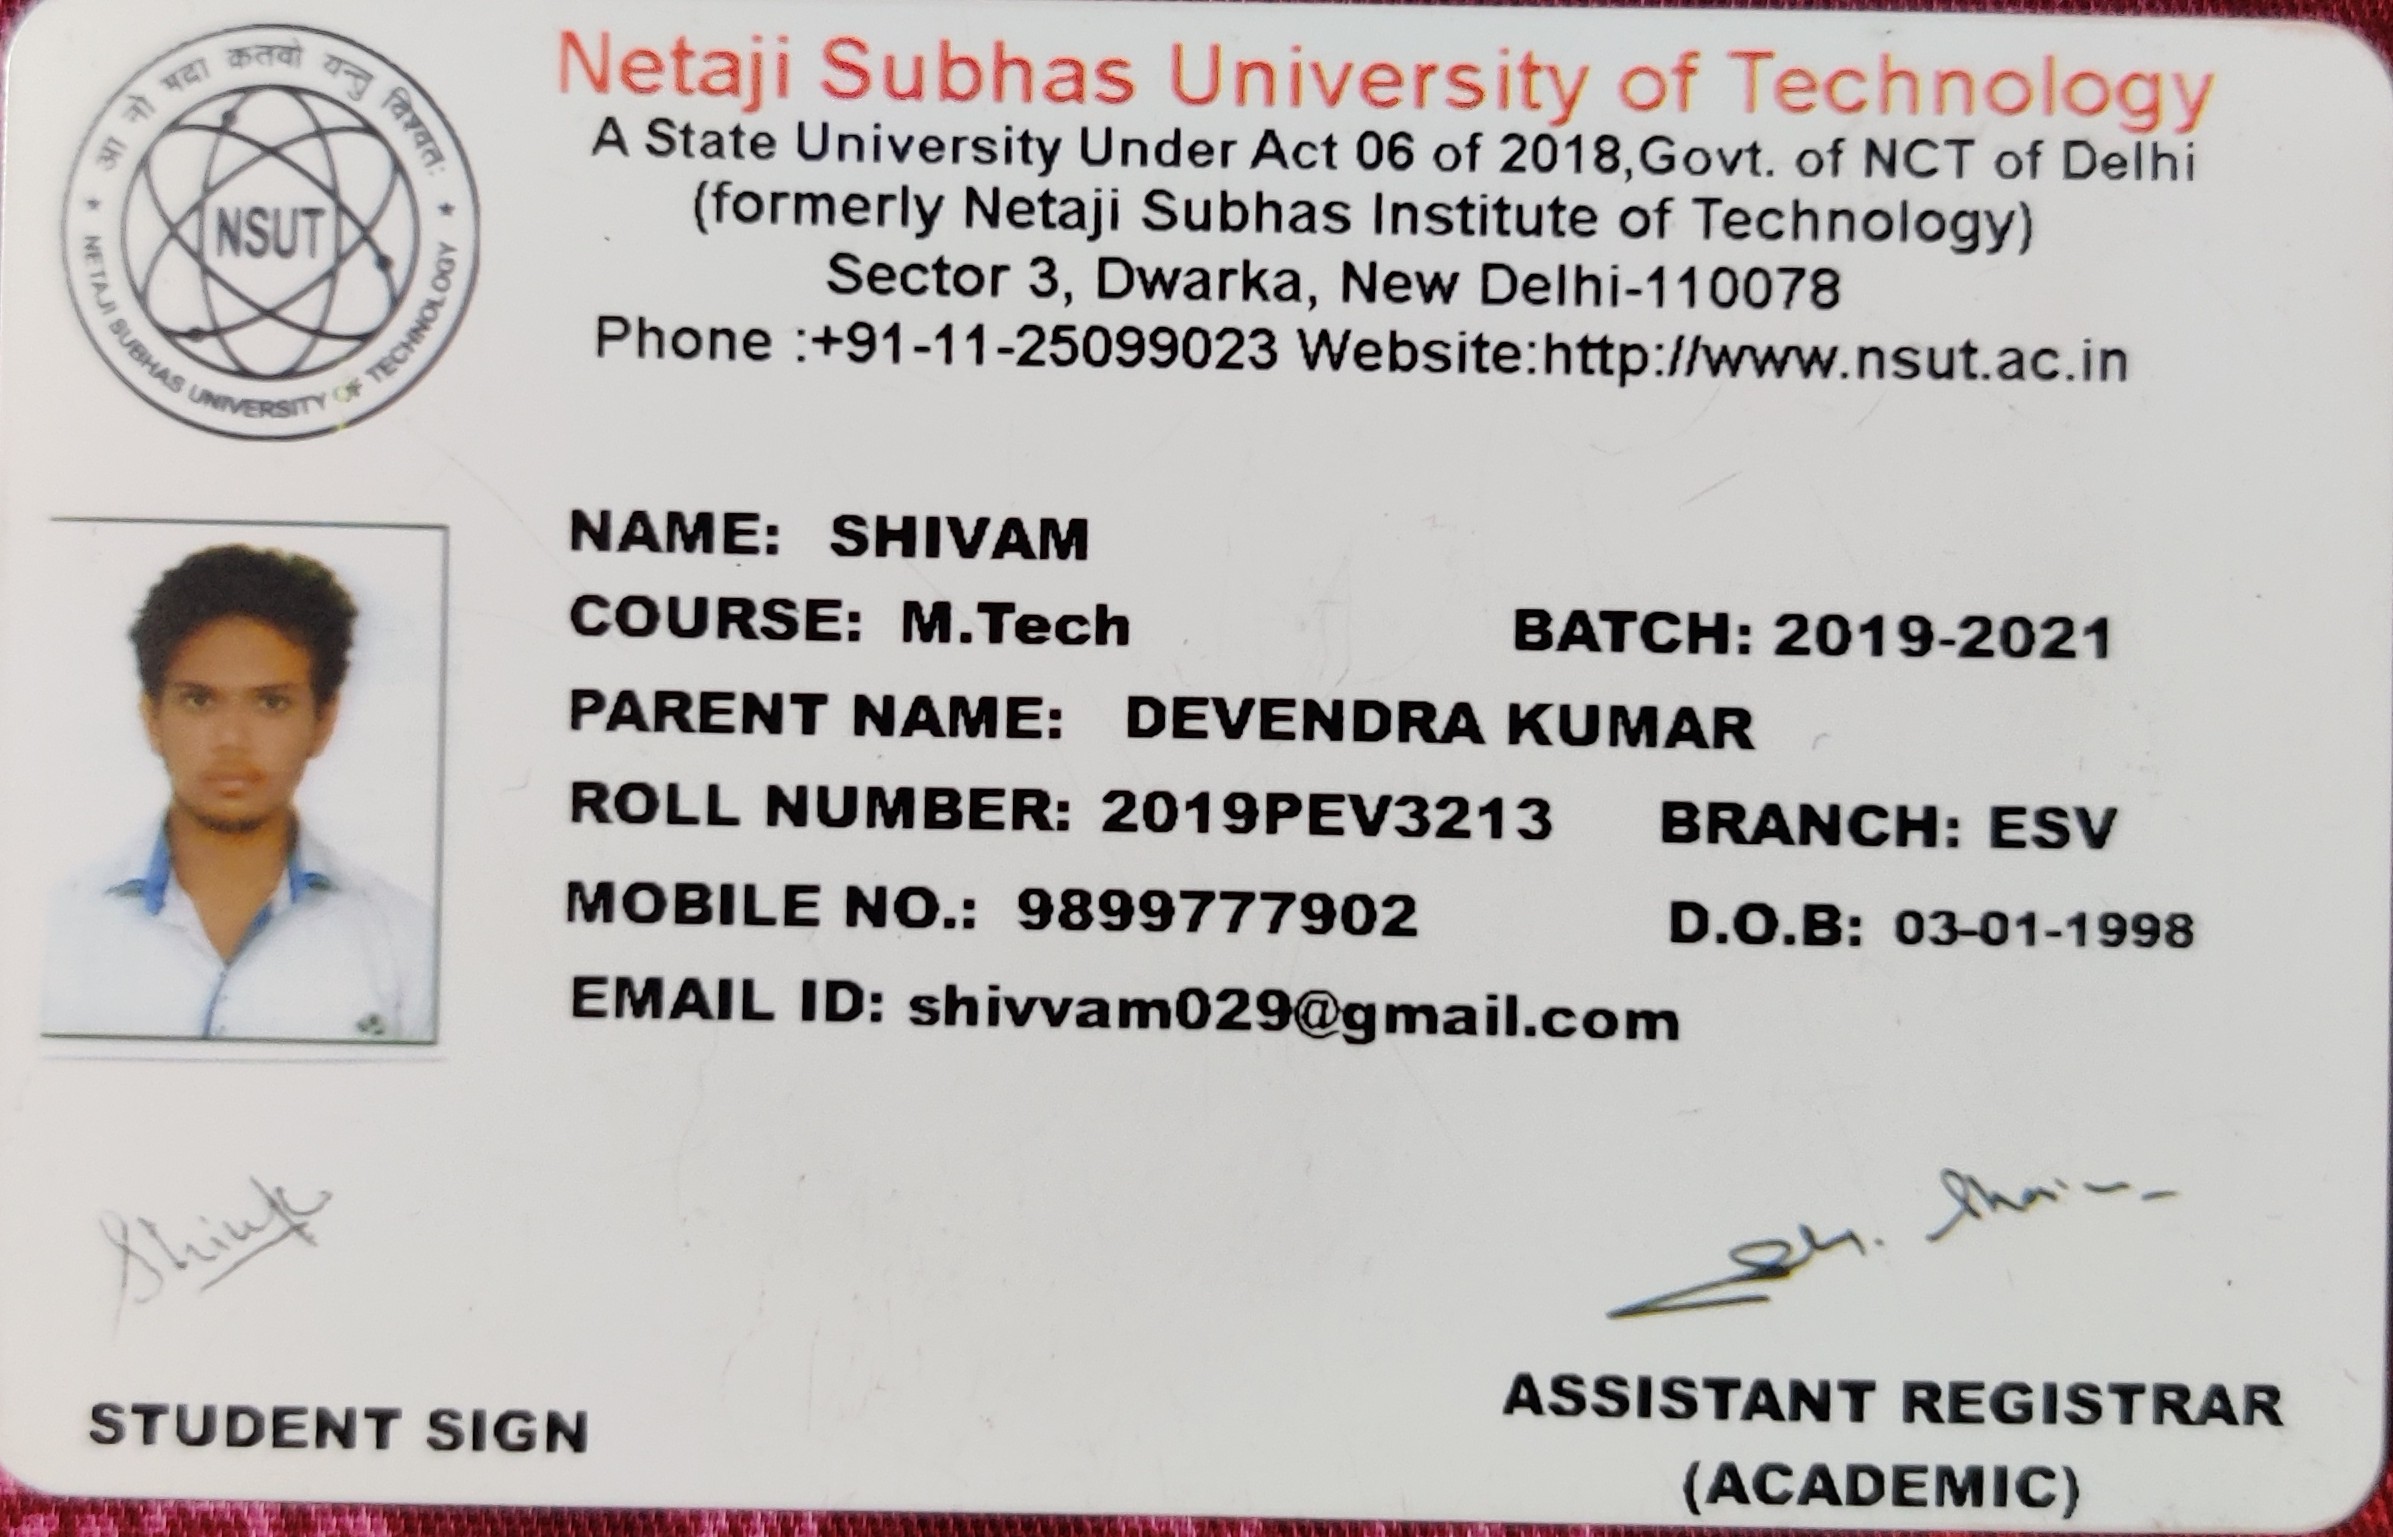 आ नो भद्राः क्रतवो यन्तु विश्वतः
NSUT
NETAJI SUBHAS UNIVERSITY OF TECHNOLOGY
Netaji Subhas University of Technology
A State University Under Act 06 of 2018,Govt. of NCT of Delhi
(formerly Netaji Subhas Institute of Technology)
Sector 3, Dwarka, New Delhi-110078
Phone :+91-11-25099023 Website:http://www.nsut.ac.in
NAME: SHIVAM
COURSE: M.Tech BATCH: 2019-2021
PARENT NAME: DEVENDRA KUMAR
ROLL NUMBER: 2019PEV3213 BRANCH: ESV
MOBILE NO.: 9899777902 D.O.B: 03-01-1998
EMAIL ID: shivvam029@gmail.com
STUDENT SIGN
ASSISTANT REGISTRAR
(ACADEMIC)